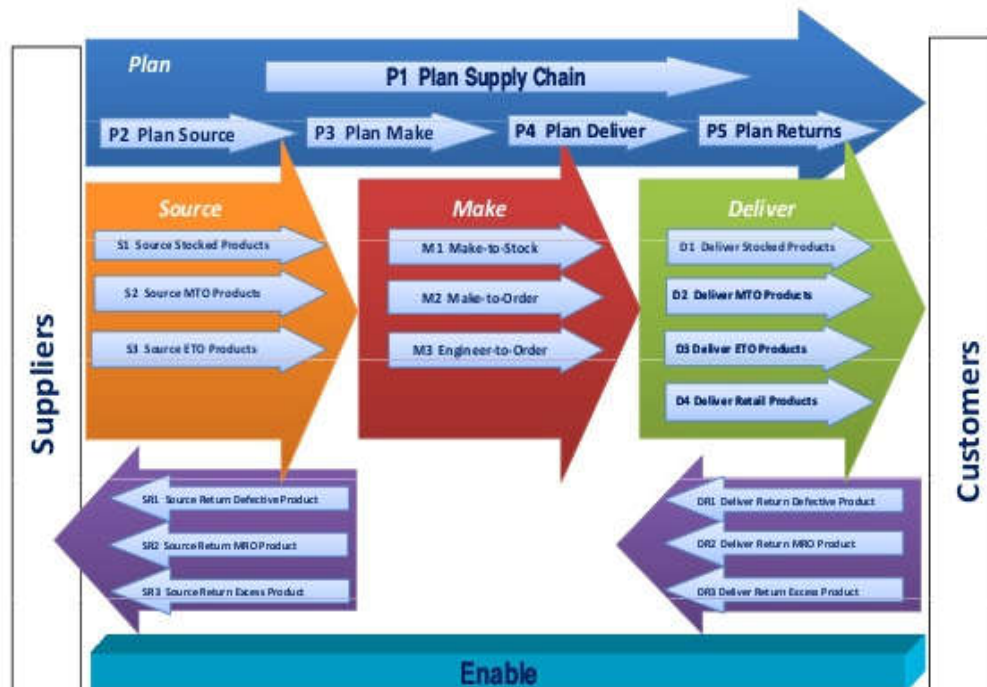 Plan
P1 Plan Supply Chain
P2 Plan Source
P3 Plan Make
P4 Plan Deliver
P5 Plan Returns
Suppliers
Source
S1 Source Stocked Products
S2 Source MTO Products
S3 Source ETO Products
Make
M1 Make-to-Stock
M2 Make-to-Order
M3 Engineer-to-Order
Deliver
D1 Deliver Stocked Products
D2 Deliver MTO Products
D3 Deliver ETO Products
D4 Deliver Retail Products
Customers
SR1 Source Return Defective Product
SR2 Source Return MRO Product
SR3 Source Return Excess Product
DR1 Deliver Return Defective Product
DR2 Deliver Return MRO Product
DR3 Deliver Return Excess Product
Enable